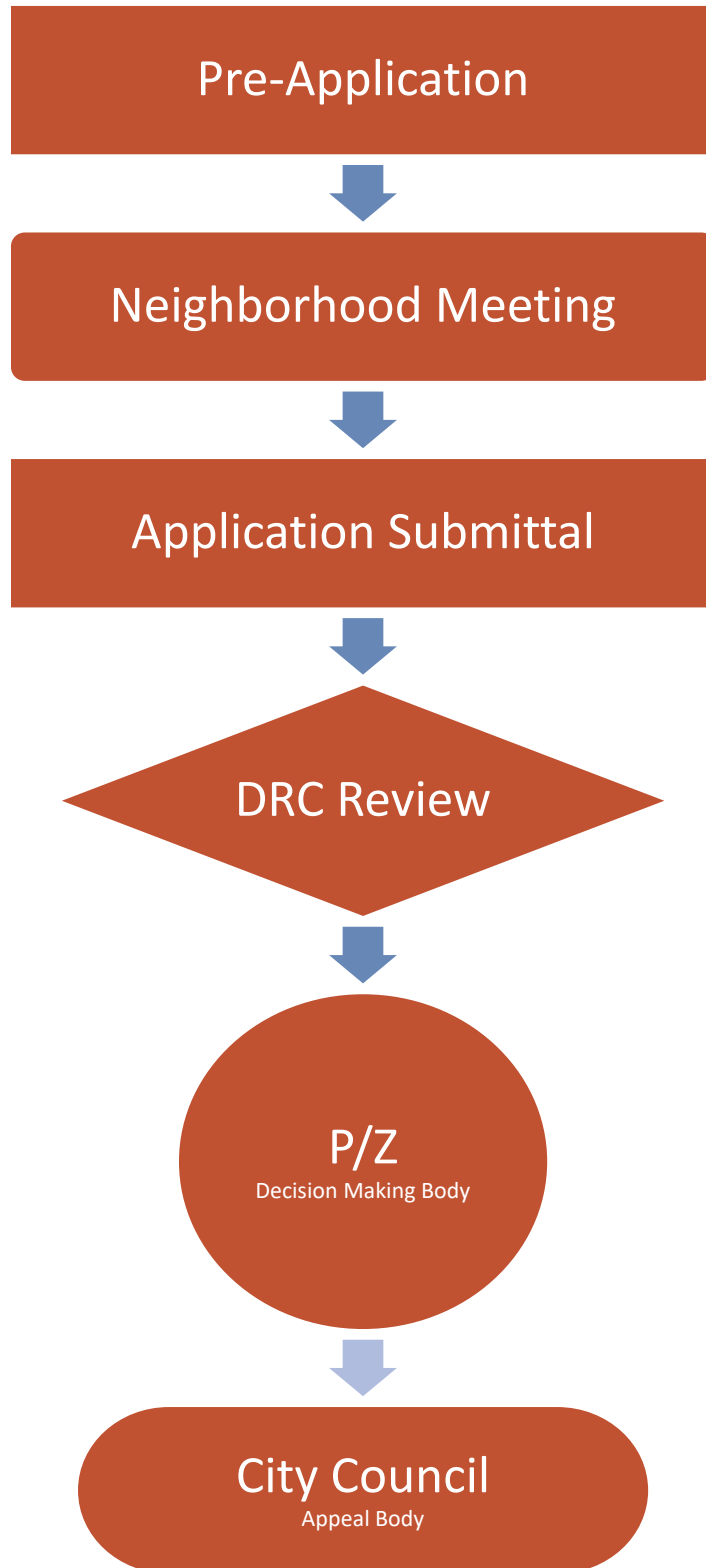 Pre-Application
Neighborhood Meeting
Application Submittal
DRC Review
P/Z
Decision Making Body
City Council
Appeal Body